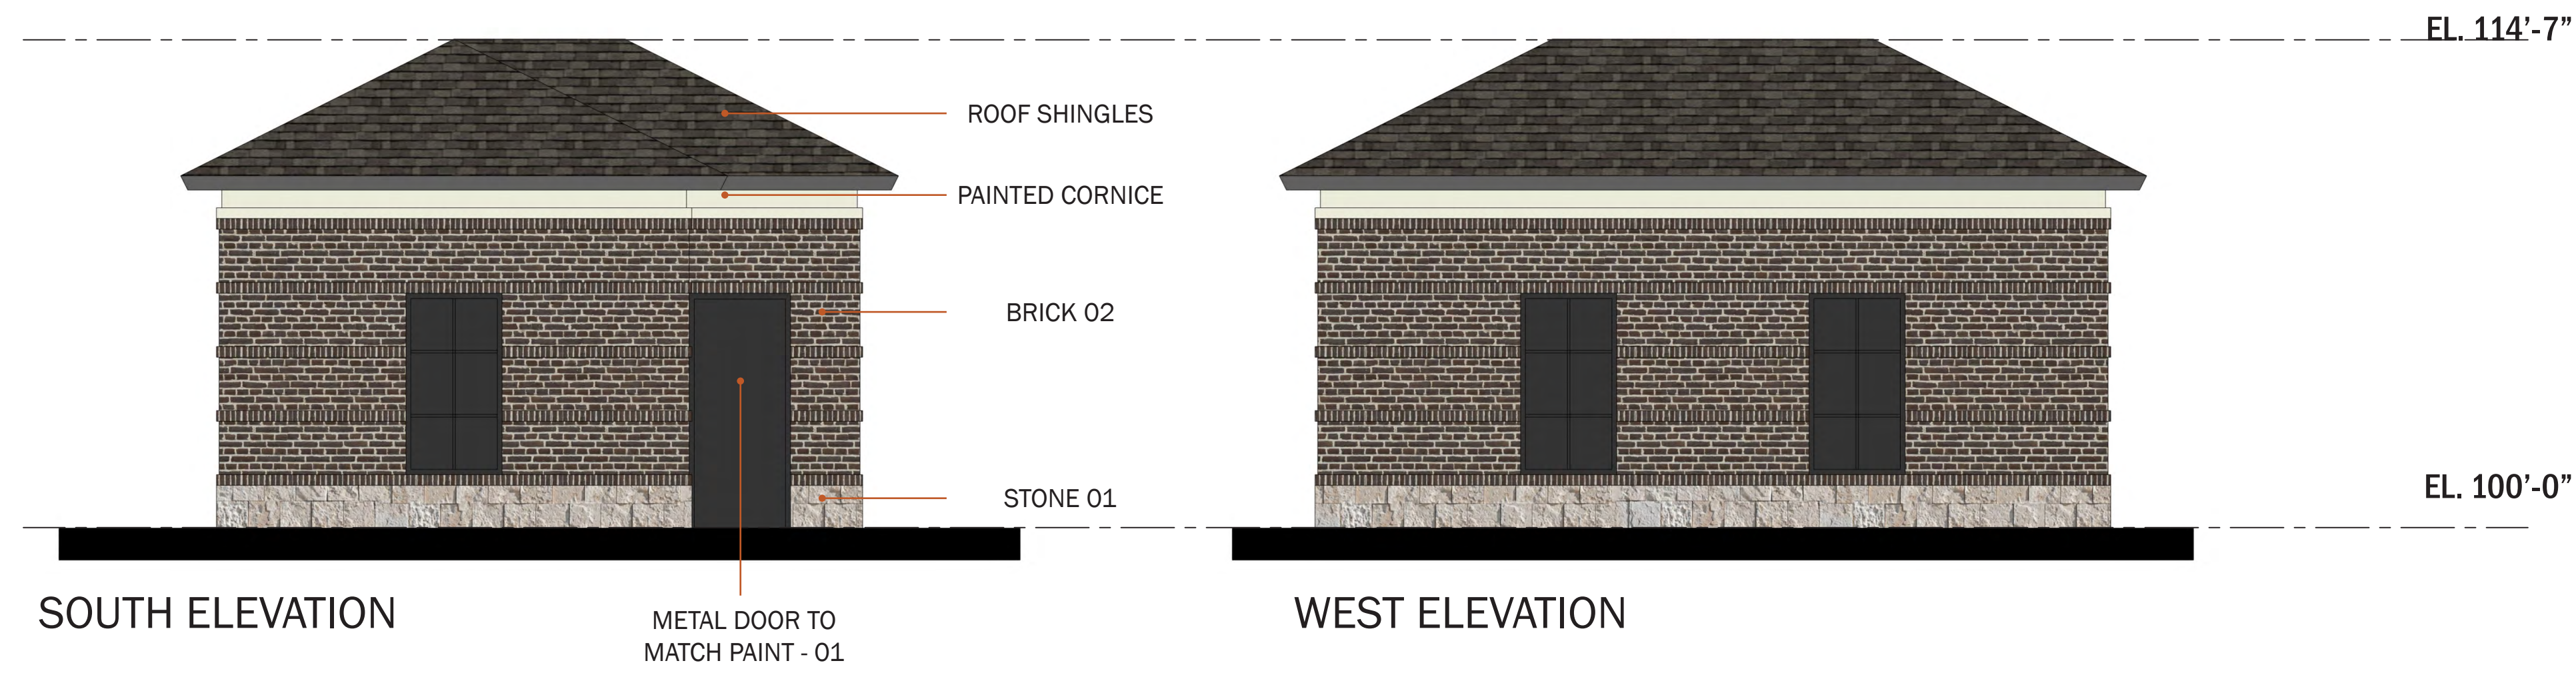 EL. 114’-7”
ROOF SHINGLES
PAINTED CORNICE
BRICK 02
STONE 01
EL. 100’-0”
SOUTH ELEVATION
METAL DOOR TO
MATCH PAINT - 01
WEST ELEVATION